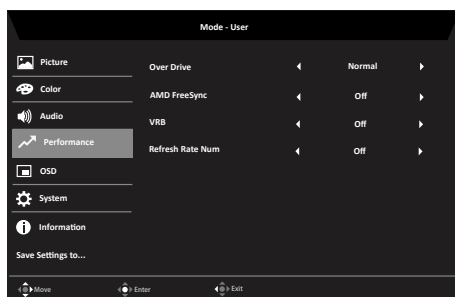 Mode - User
Picture
Over Drive Normal
Color
AMD FreeSync Off
Audio
VRB Off
Performance
Refresh Rate Num Off
OSD
System
Information
Save Settings to...
Move Enter Exit